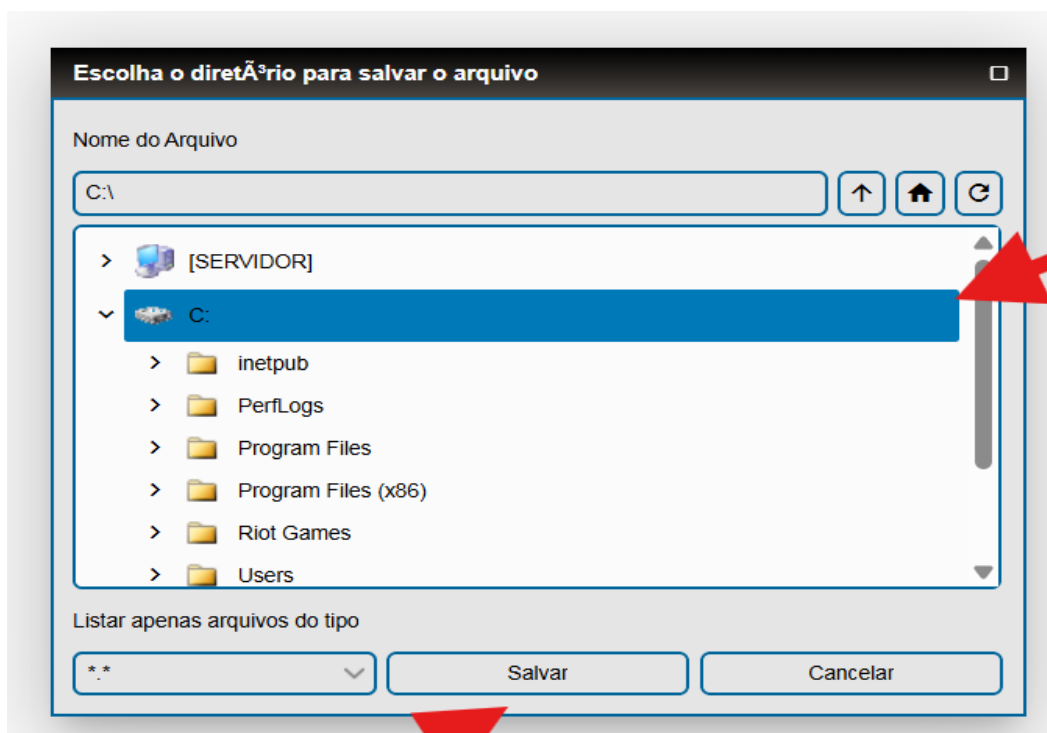 Escolha o diretÃ³rio para salvar o arquivo
Nome do Arquivo
C:\
[SERVIDOR]
C:
inetpub
PerfLogs
Program Files
Program Files (x86)
Riot Games
Users
Listar apenas arquivos do tipo
*.* Salvar Cancelar